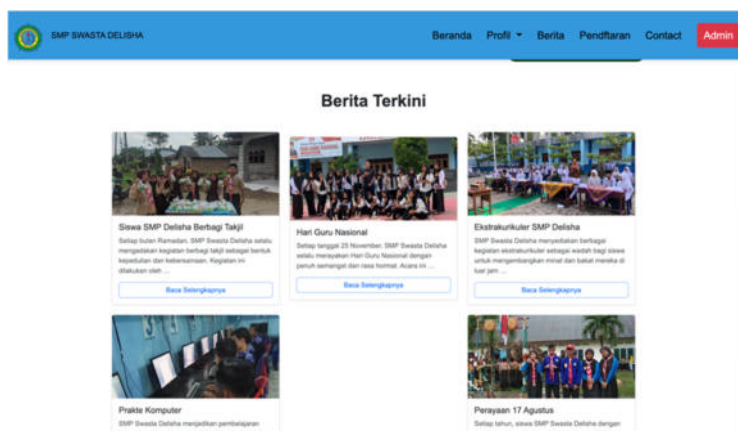 SMP SWASTA DELISHA
Beranda Profil Berita Pendftaran Contact Admin
Berita Terkini
Siswa SMP Delisha Berbagi Takjil
Setiap bulan Ramadan, SMP Swasta Delisha selalu
mengadakan kegiatan berbagi takjil sebagai bentuk
kepedulian dan kebersamaan. Kegiatan ini
dilakukan oleh ...
Baca Selengkapnya
Hari Guru Nasional
Setiap tanggal 25 November, SMP Swasta Delisha
selalu merayakan Hari Guru Nasional dengan
penuh semangat dan rasa hormat. Acara ini ...
Baca Selengkapnya
Ekstrakurikuler SMP Delisha
SMP Swasta Delisha menyediakan berbagai
kegiatan ekstrakurikuler sebagai wadah bagi siswa
untuk mengembangkan minat dan bakat mereka di
luar jam ...
Baca Selengkapnya
Prakte Komputer
SMP Swasta Delisha menjadikan pembelajaran
Perayaan 17 Agustus
Setiap tahun, siswa SMP Swasta Delisha dengan